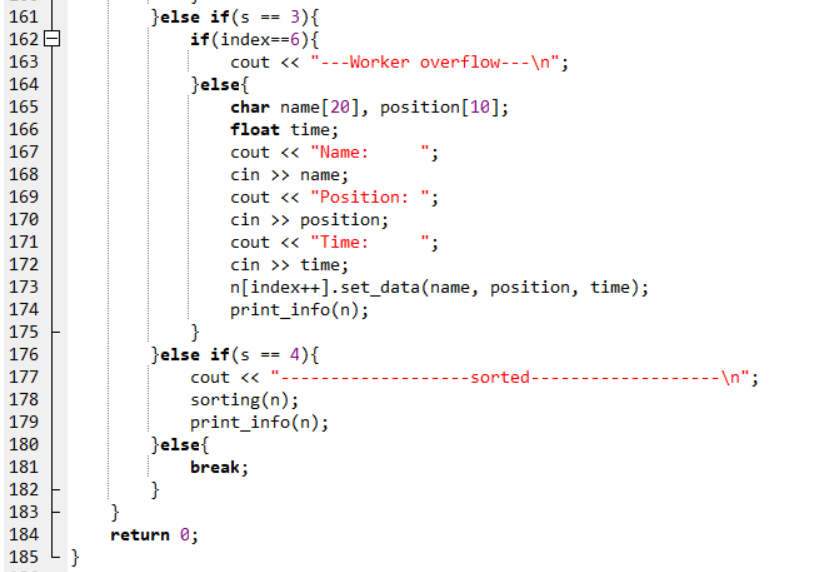 161 }else if(s == 3){
162 if(index==6){
163 cout << "---Worker overflow---\n";
164 }else{
165 char name[20], position[10];
166 float time;
167 cout << "Name:     ";
168 cin >> name;
169 cout << "Position: ";
170 cin >> position;
171 cout << "Time:     ";
172 cin >> time;
173 n[index++].set_data(name, position, time);
174 print_info(n);
175 }
176 }else if(s == 4){
177 cout << "-------------------sorted-------------------\n";
178 sorting(n);
179 print_info(n);
180 }else{
181 break;
182 }
183 }
184 return 0;
185 }